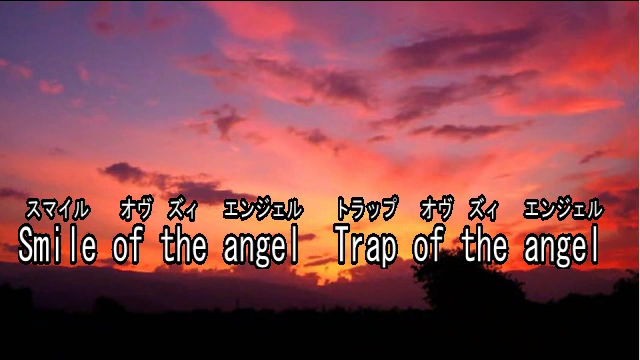 スマイル オヴ ズィ エンジェル トラップ オヴ ズィ エンジェル
Smile of the angel Trap of the angel